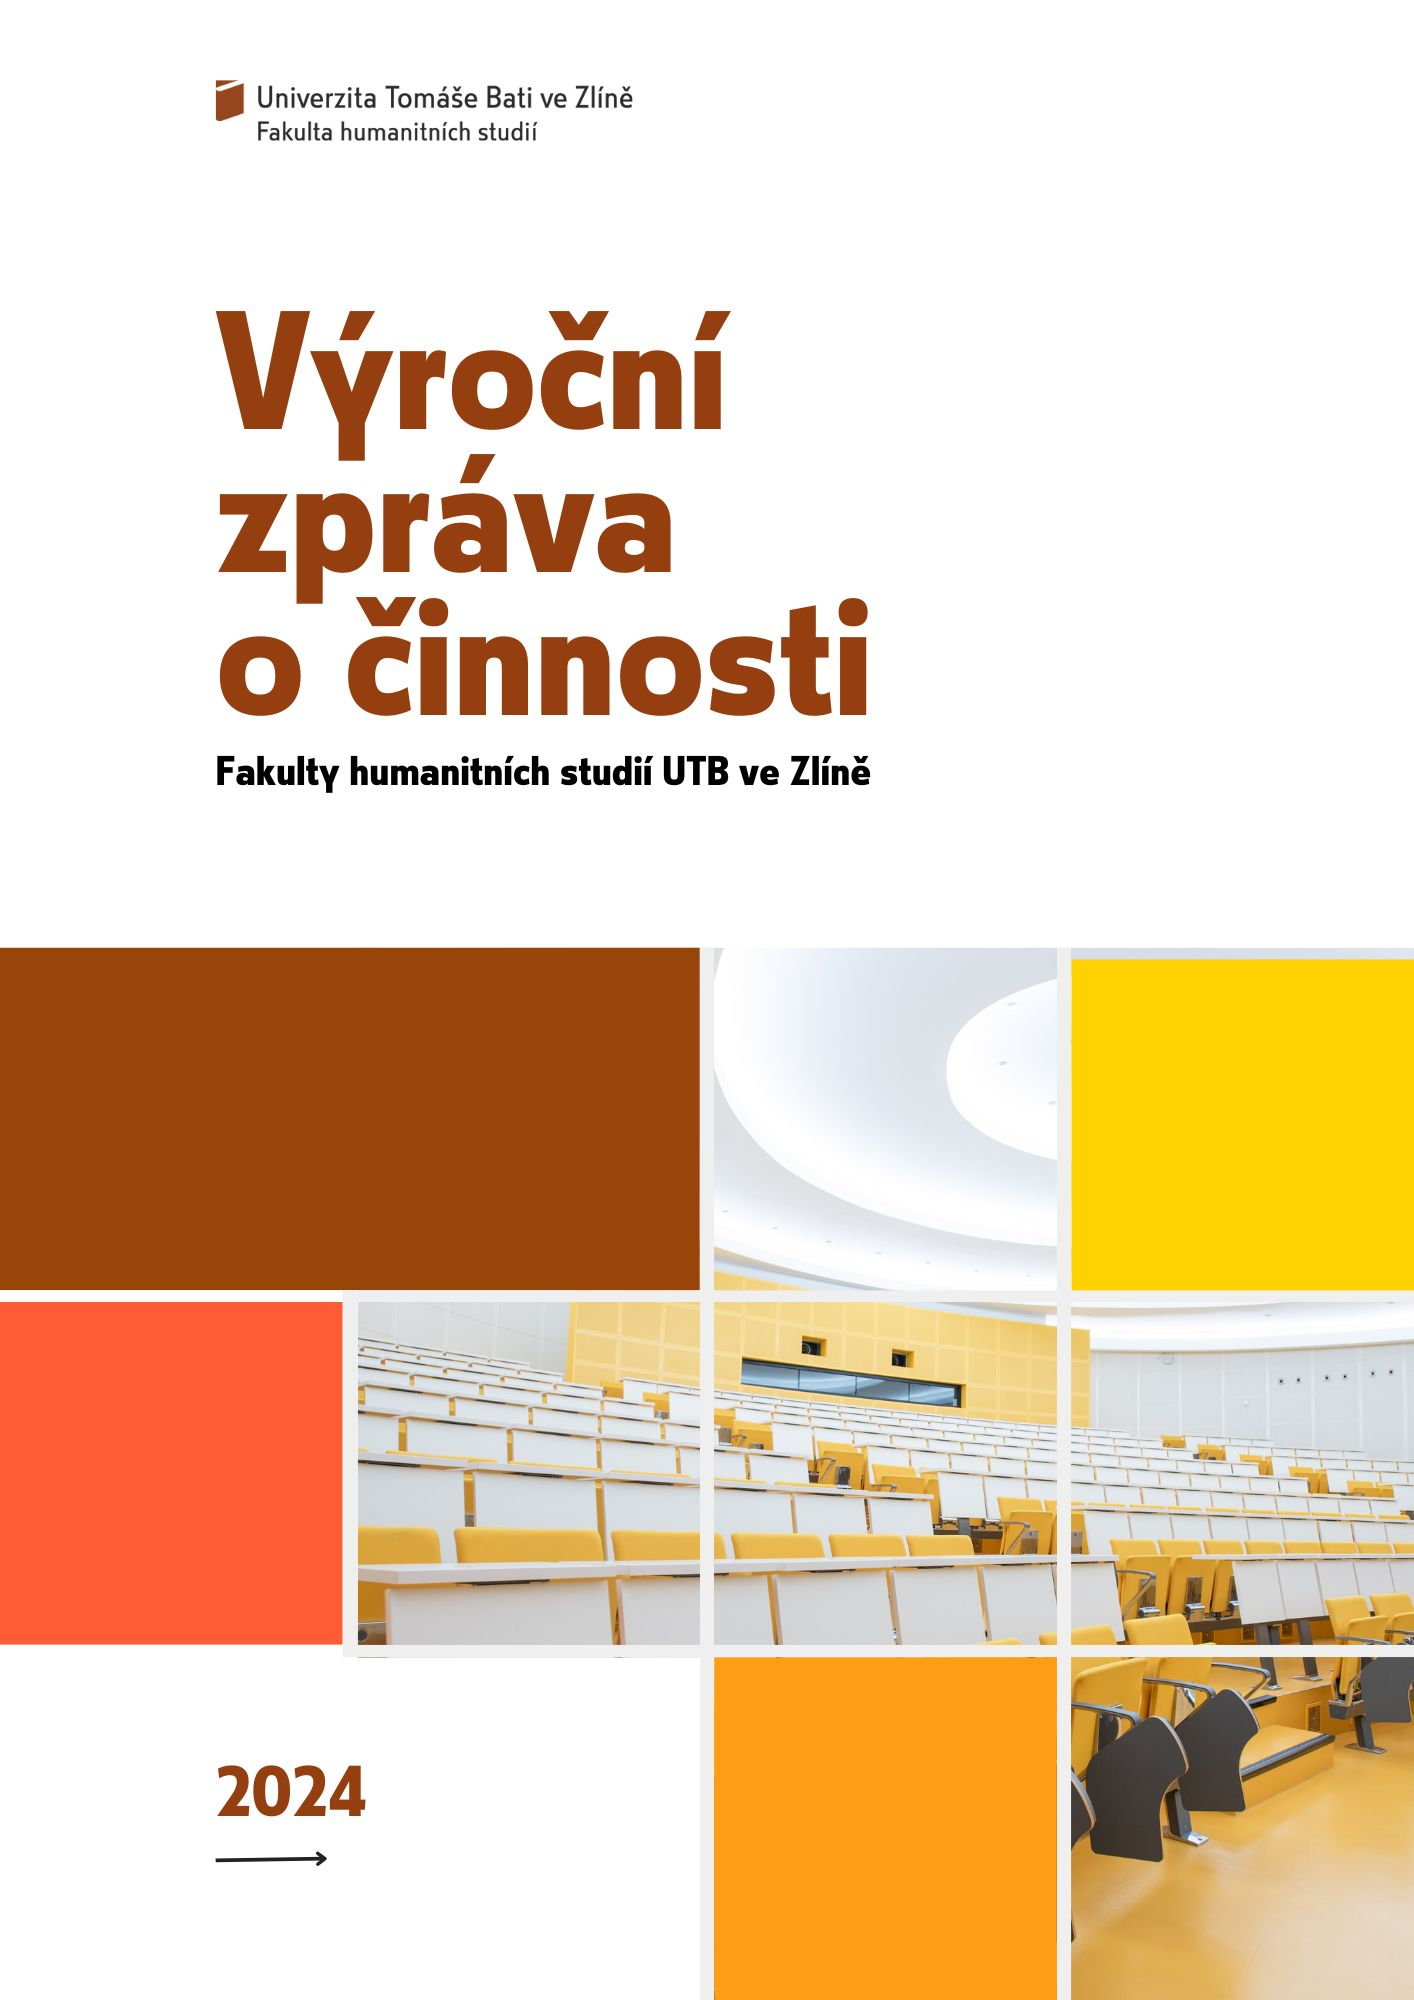 Univerzita Tomáše Bati ve Zlíně
Fakulta humanitních studií
Výroční
zpráva
o činnosti
Fakulty humanitních studií UTB ve Zlíně
2024